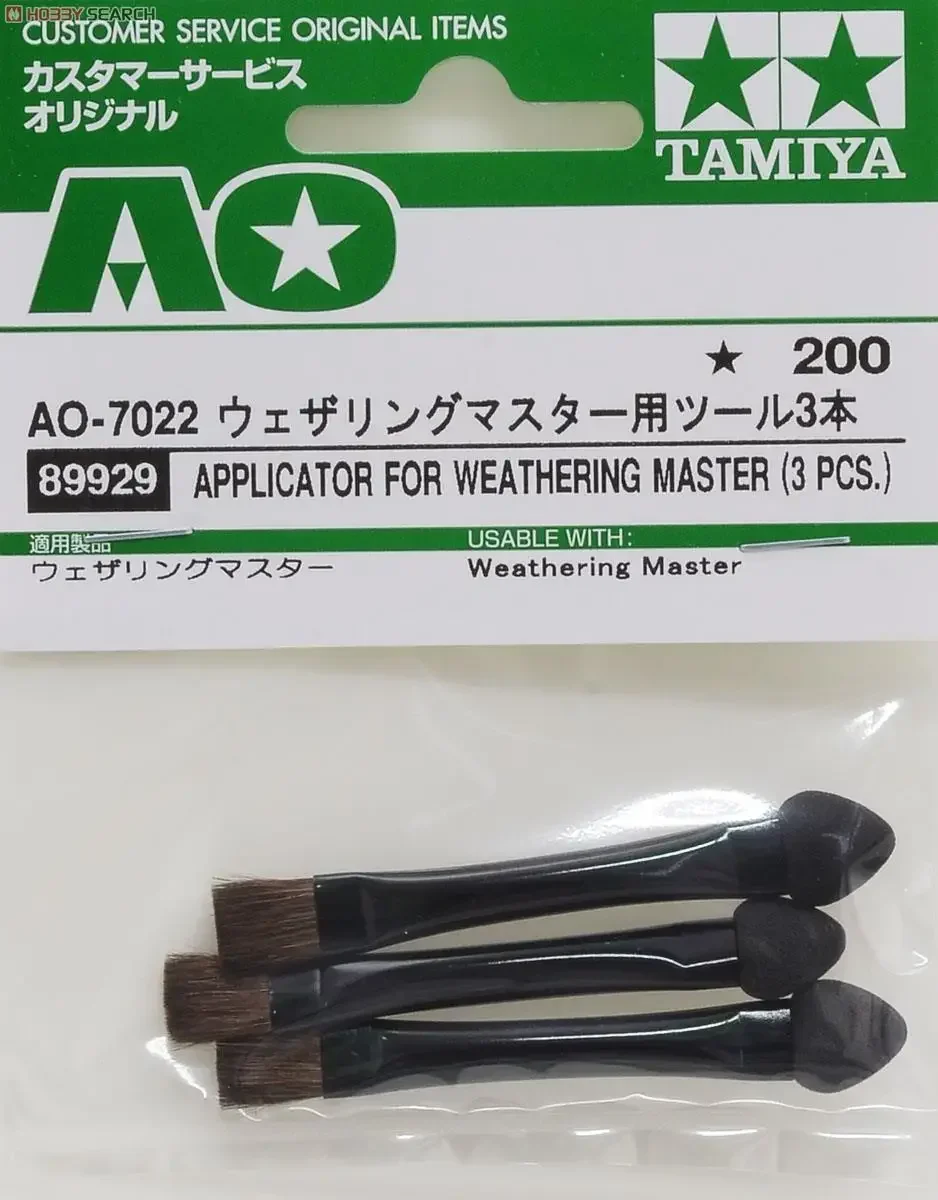 HOBBY SEARCH
CUSTOMER SERVICE ORIGINAL ITEMS
カスタマーサービス
オリジナル
TAMIYA
AO
★ 200
AO-7022 ウェザリングマスター用ツール3本
89929 APPLICATOR FOR WEATHERING MASTER (3 PCS.)
適用製品
ウェザリングマスター
USABLE WITH:
Weathering Master